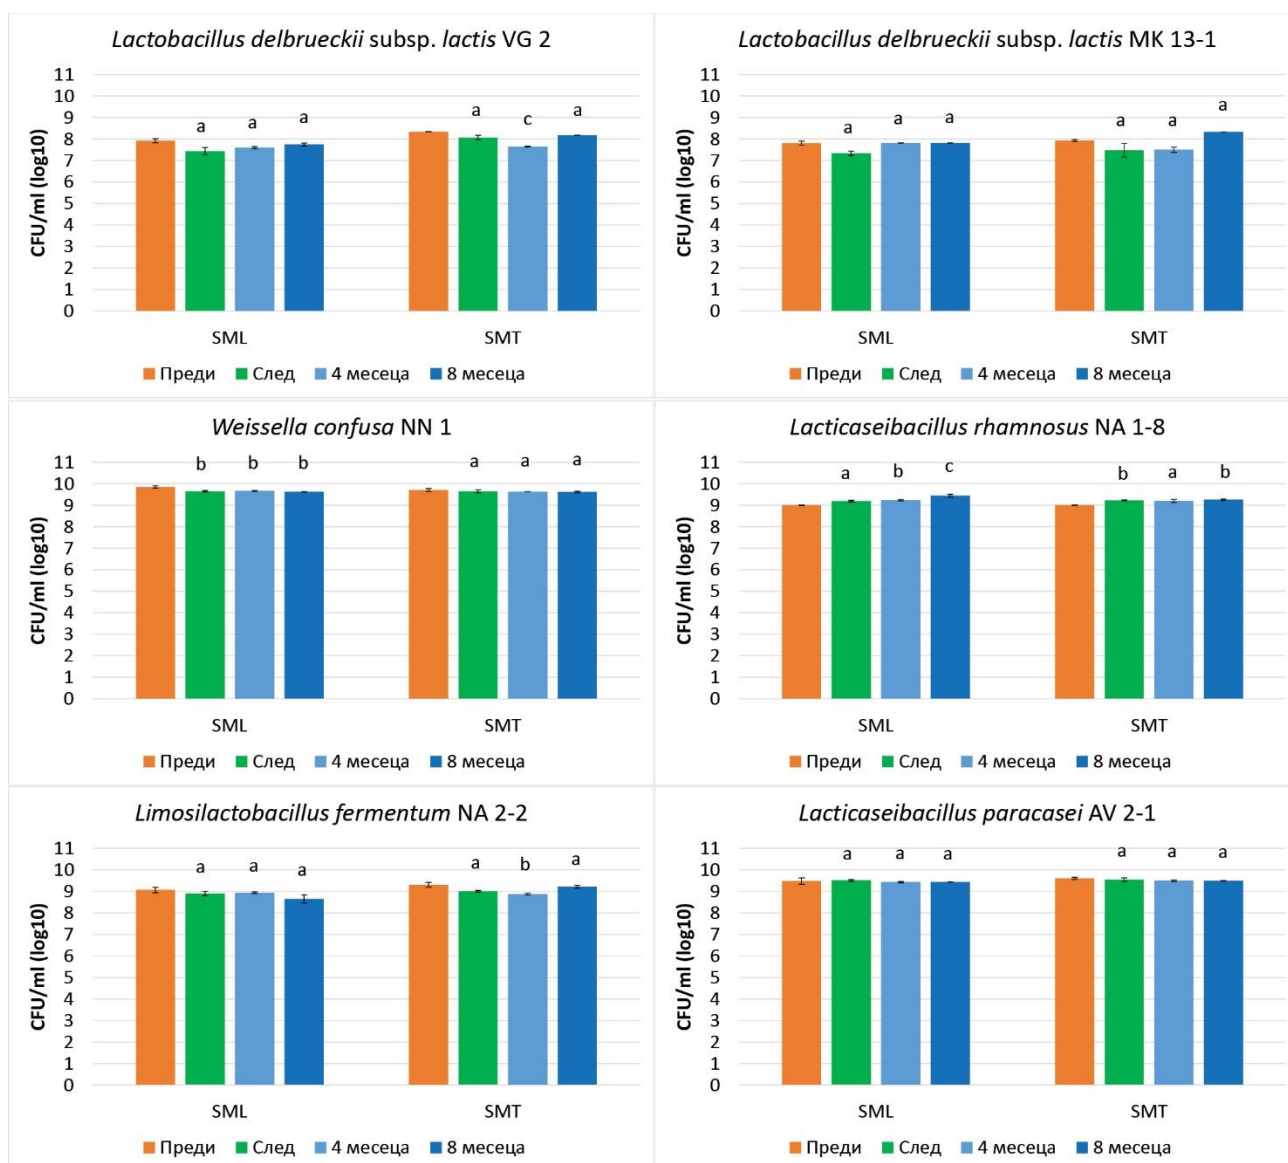 Lactobacillus delbrueckii subsp. lactis VG 2
CFU/ml (log10)
11
10
9
8
7
6
5
4
3
2
1
0
a
a
a
a
c
a
SML
SMT
Преди
След
4 месеца
8 месеца
Lactobacillus delbrueckii subsp. lactis MK 13-1
CFU/ml (log10)
11
10
9
8
7
6
5
4
3
2
1
0
a
a
a
a
a
a
SML
SMT
Преди
След
4 месеца
8 месеца
Weissella confusa NN 1
CFU/ml (log10)
11
10
9
8
7
6
5
4
3
2
1
0
b
b
b
a
a
a
SML
SMT
Преди
След
4 месеца
8 месеца
Lacticaseibacillus rhamnosus NA 1-8
CFU/ml (log10)
11
10
9
8
7
6
5
4
3
2
1
0
a
b
c
b
a
b
SML
SMT
Преди
След
4 месеца
8 месеца
Limosilactobacillus fermentum NA 2-2
CFU/ml (log10)
11
10
9
8
7
6
5
4
3
2
1
0
a
a
a
a
b
a
SML
SMT
Преди
След
4 месеца
8 месеца
Lacticaseibacillus paracasei AV 2-1
CFU/ml (log10)
11
10
9
8
7
6
5
4
3
2
1
0
a
a
a
a
a
a
SML
SMT
Преди
След
4 месеца
8 месеца